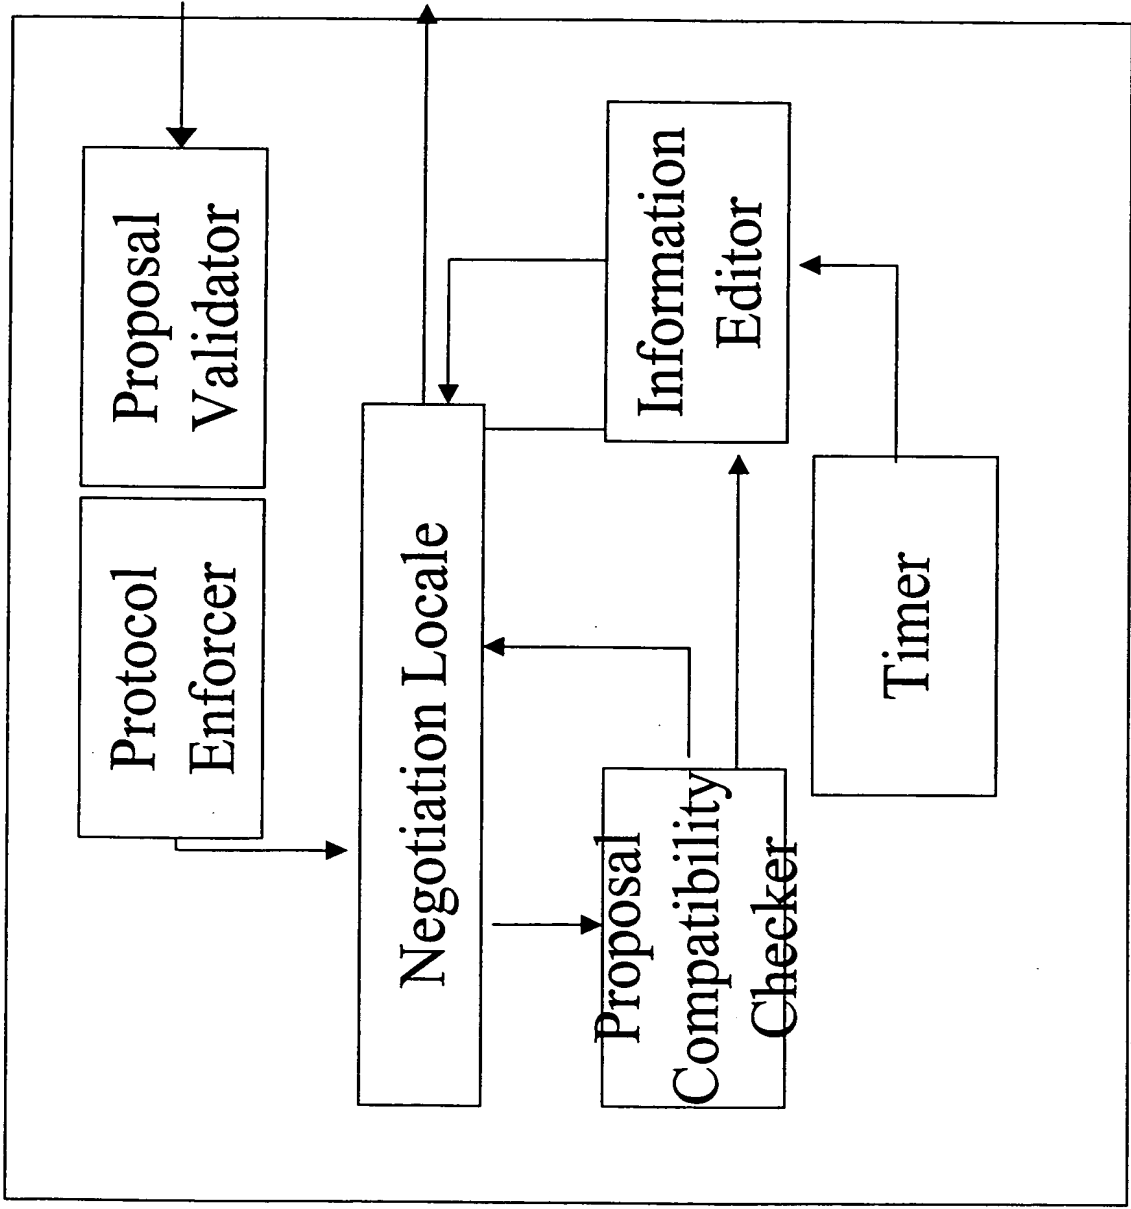 Proposal
Validator
Protocol
Enforcer
Negotiation Locale
Information
Editor
Proposal
Compatibility
Checker
Timer